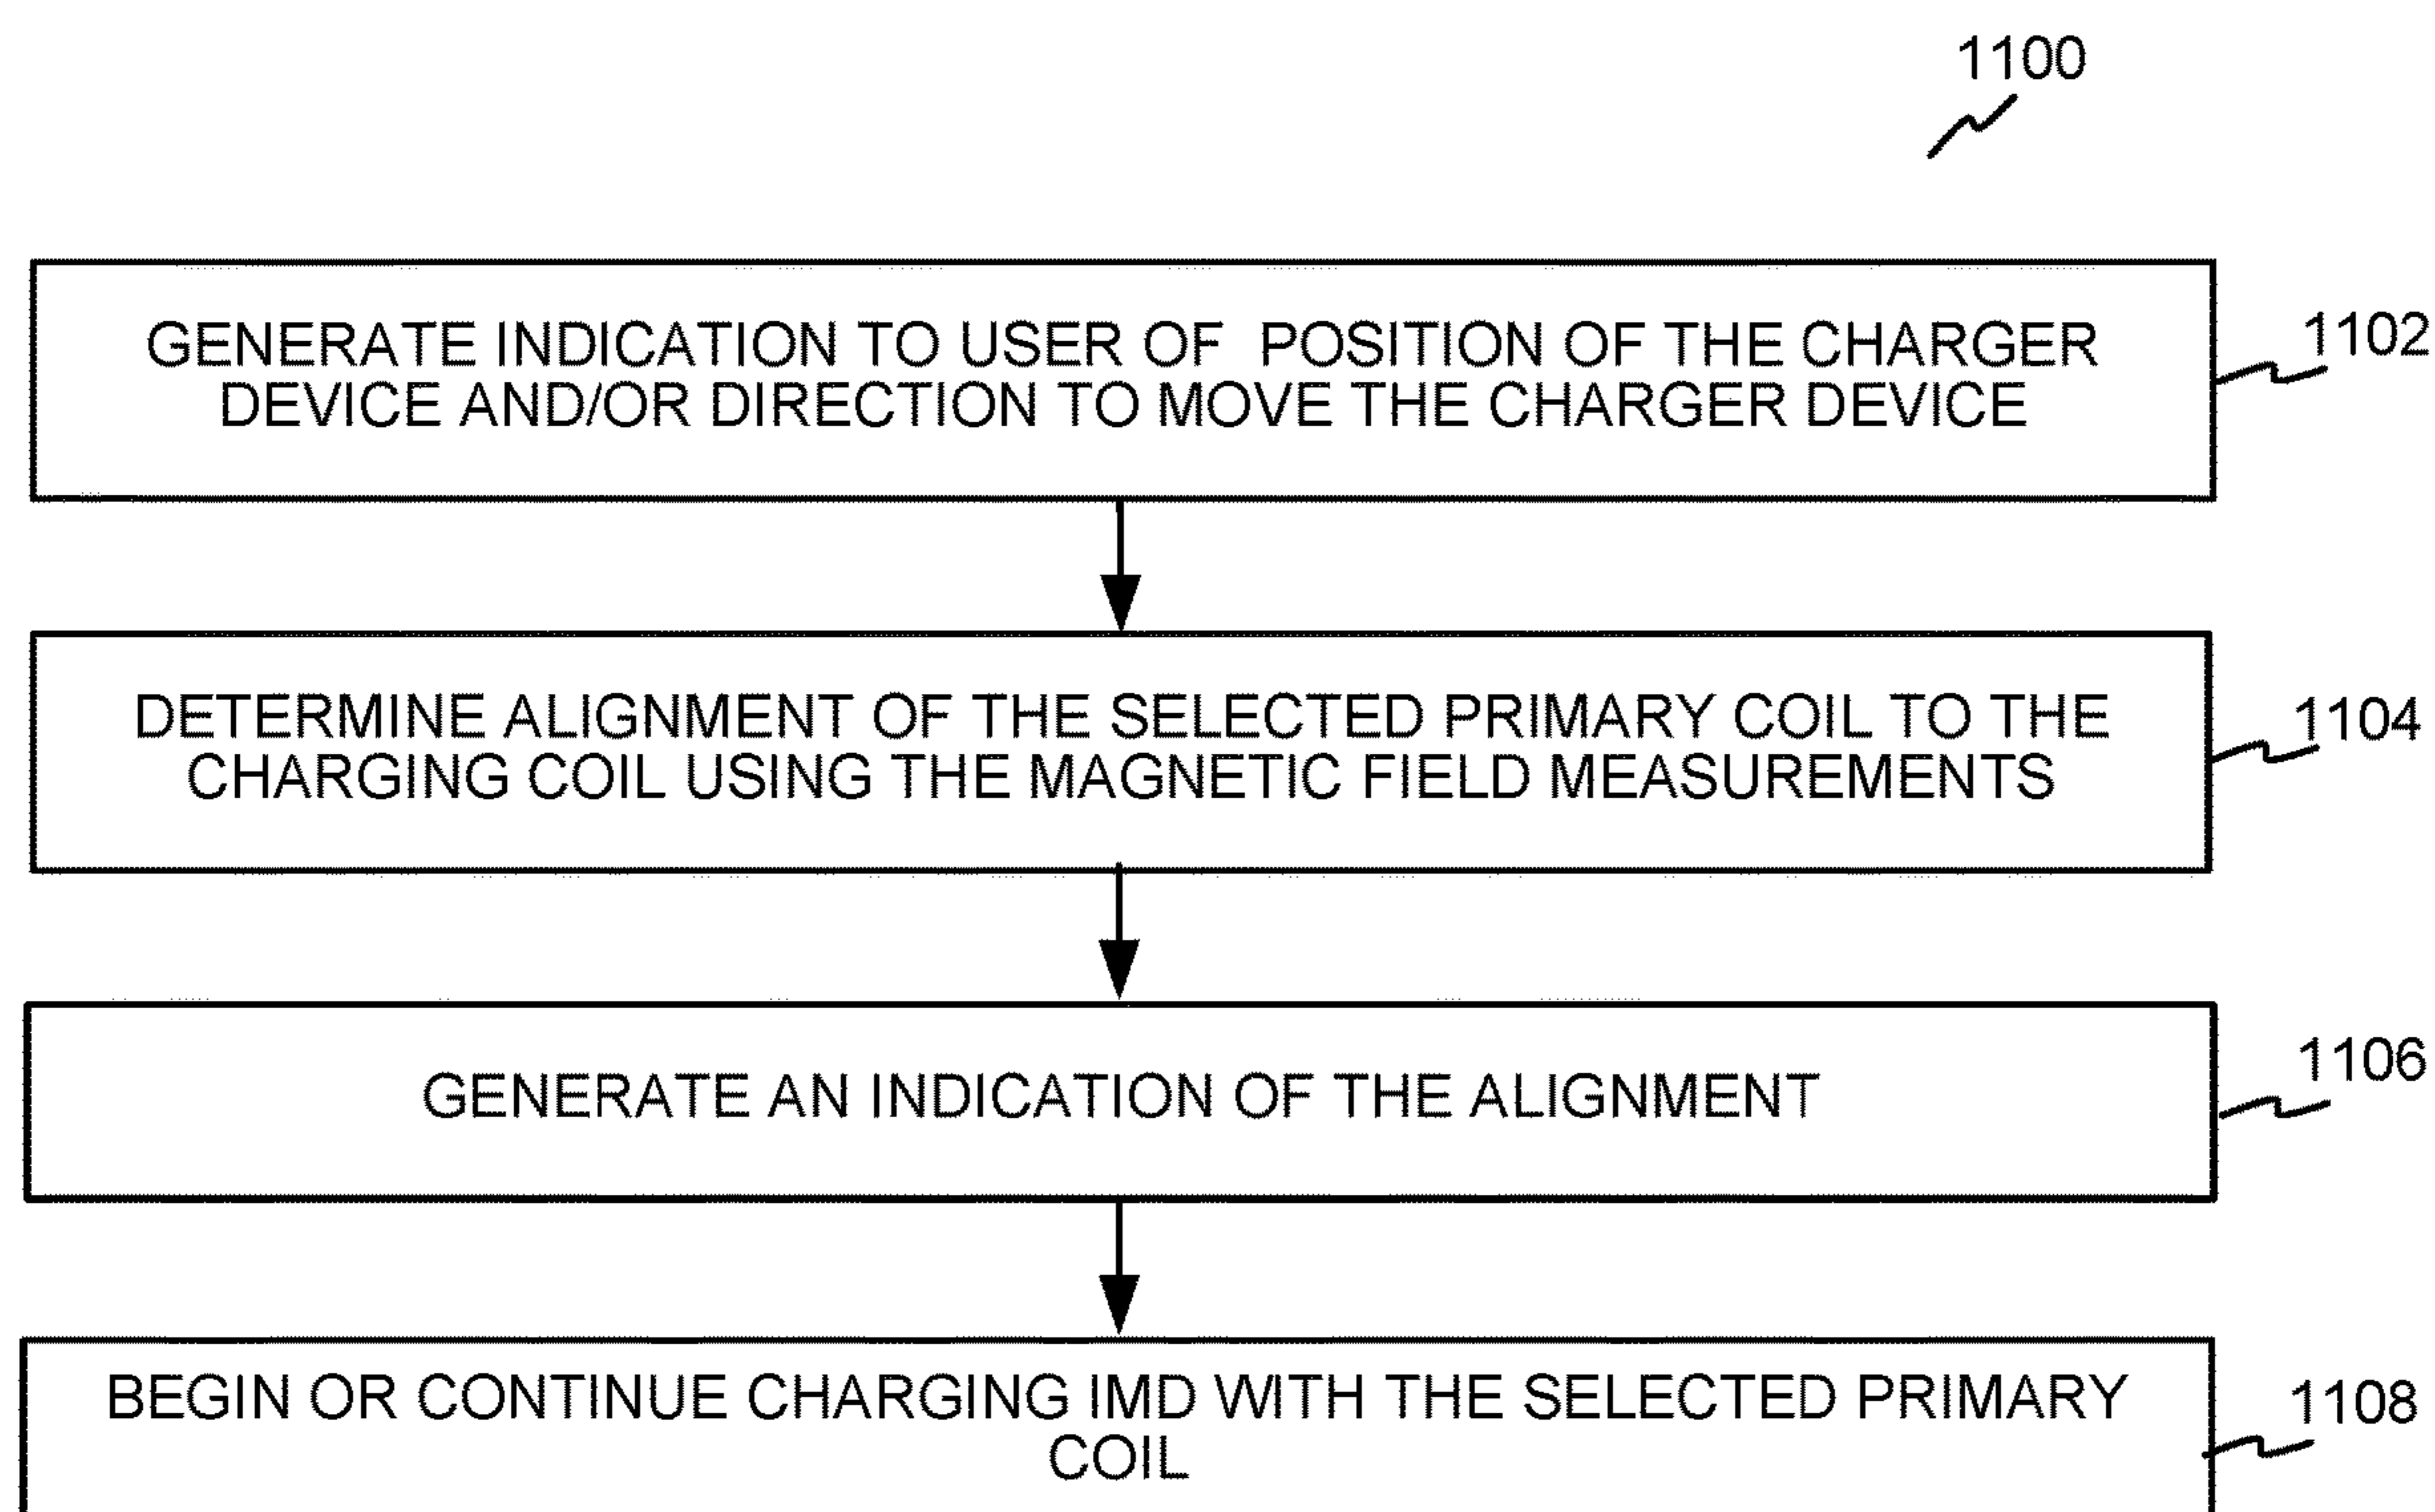 1100
GENERATE INDICATION TO USER OF POSITION OF THE CHARGER
DEVICE AND/OR DIRECTION TO MOVE THE CHARGER DEVICE
1102
DETERMINE ALIGNMENT OF THE SELECTED PRIMARY COIL TO THE
CHARGING COIL USING THE MAGNETIC FIELD MEASUREMENTS
1104
GENERATE AN INDICATION OF THE ALIGNMENT
1106
BEGIN OR CONTINUE CHARGING IMD WITH THE SELECTED PRIMARY
COIL
1108